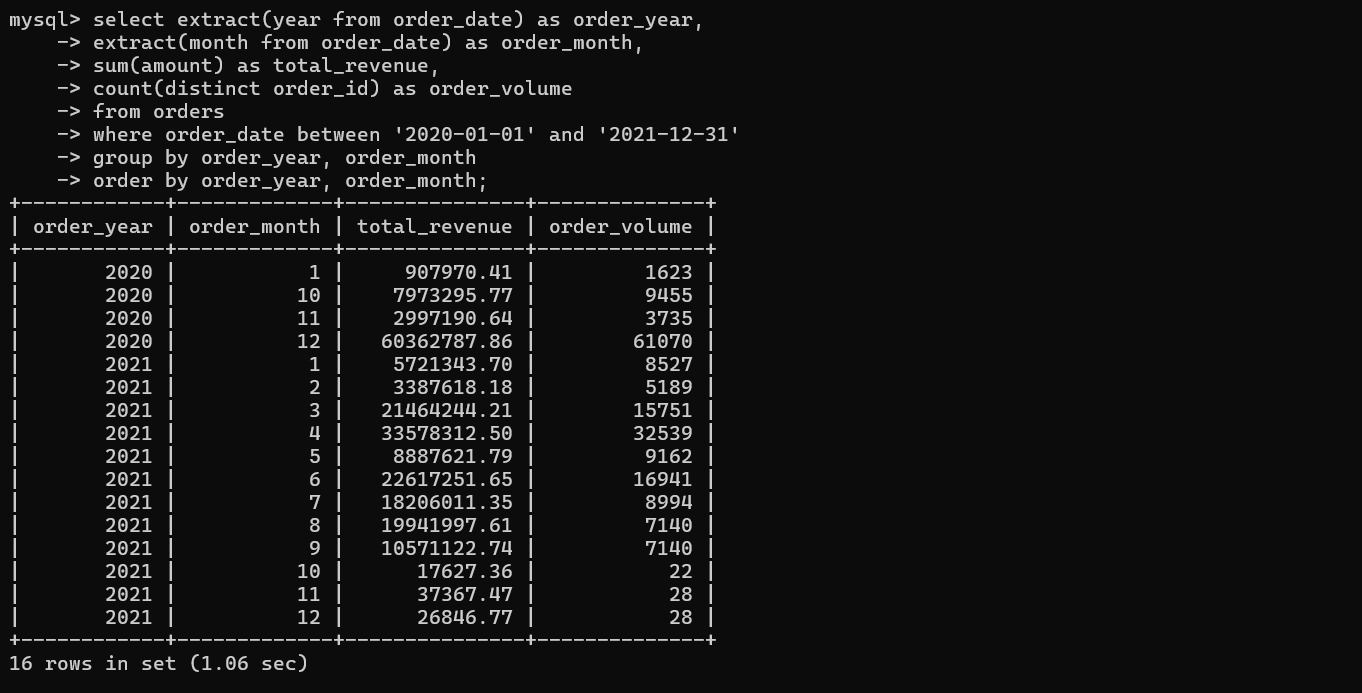 mysql> select extract(year from order_date) as order_year,
    -> extract(month from order_date) as order_month,
    -> sum(amount) as total_revenue,
    -> count(distinct order_id) as order_volume
    -> from orders
    -> where order_date between '2020-01-01' and '2021-12-31'
    -> group by order_year, order_month
    -> order by order_year, order_month;
+------------+-------------+---------------+--------------+
| order_year | order_month | total_revenue | order_volume |
+------------+-------------+---------------+--------------+
|       2020 |           1 |     907970.41 |         1623 |
|       2020 |          10 |    7973295.77 |         9455 |
|       2020 |          11 |    2997190.64 |         3735 |
|       2020 |          12 |   60362787.86 |        61070 |
|       2021 |           1 |    5721343.70 |         8527 |
|       2021 |           2 |    3387618.18 |         5189 |
|       2021 |           3 |   21464244.21 |        15751 |
|       2021 |           4 |   33578312.50 |        32539 |
|       2021 |           5 |    8887621.79 |         9162 |
|       2021 |           6 |   22617251.65 |        16941 |
|       2021 |           7 |   18206011.35 |         8994 |
|       2021 |           8 |   19941997.61 |         7140 |
|       2021 |           9 |   10571122.74 |         7140 |
|       2021 |          10 |      17627.36 |           22 |
|       2021 |          11 |      37367.47 |           28 |
|       2021 |          12 |      26846.77 |           28 |
+------------+-------------+---------------+--------------+
16 rows in set (1.06 sec)